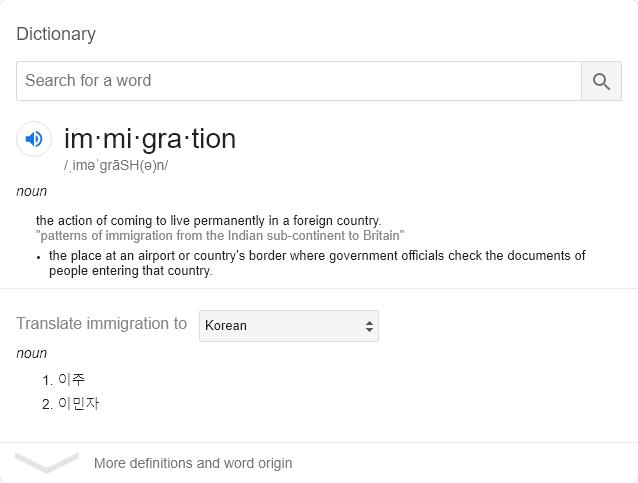 Dictionary
Search for a word
im·mi·gra·tion
/ˌiməˈɡrāSH(ə)n/
noun
the action of coming to live permanently in a foreign country.
"patterns of immigration from the Indian sub-continent to Britain"
• the place at an airport or country's border where government officials check the documents of
people entering that country.
Translate immigration to Korean
noun
1. 이주
2. 이민자
More definitions and word origin